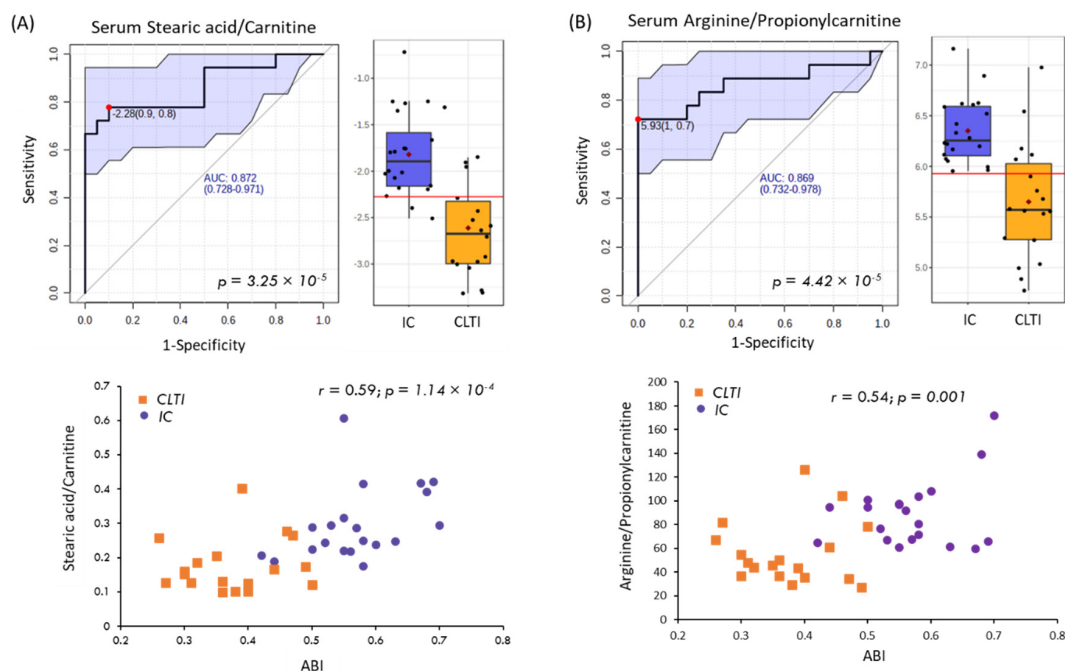 (A)
Serum Stearic acid/Carnitine
1.0
0.8
0.6
0.4
0.2
0.0
Sensitivity
-2.28(0.9, 0.8)
AUC: 0.872
(0.728-0.971)
p = 3.25 × 10⁻⁵
0.0 0.2 0.4 0.6 0.8 1.0
1-Specificity
-1.0
-1.5
-2.0
-2.5
-3.0
IC CLTI
(B)
Serum Arginine/Propionylcarnitine
1.0
0.8
0.6
0.4
0.2
0.0
Sensitivity
5.93(1, 0.7)
AUC: 0.869
(0.732-0.978)
p = 4.42 × 10⁻⁵
0.0 0.2 0.4 0.6 0.8 1.0
1-Specificity
7.0
6.5
6.0
5.5
5.0
IC CLTI
0.7
0.6
0.5
0.4
0.3
0.2
0.1
0
Stearic acid/Carnitine
CLTI
IC
r = 0.59; p = 1.14 × 10⁻⁴
0.2 0.3 0.4 0.5 0.6 0.7 0.8
ABI
200
180
160
140
120
100
80
60
40
20
0
Arginine/Propionylcarnitine
CLTI
IC
r = 0.54; p = 0.001
0.2 0.3 0.4 0.5 0.6 0.7 0.8
ABI